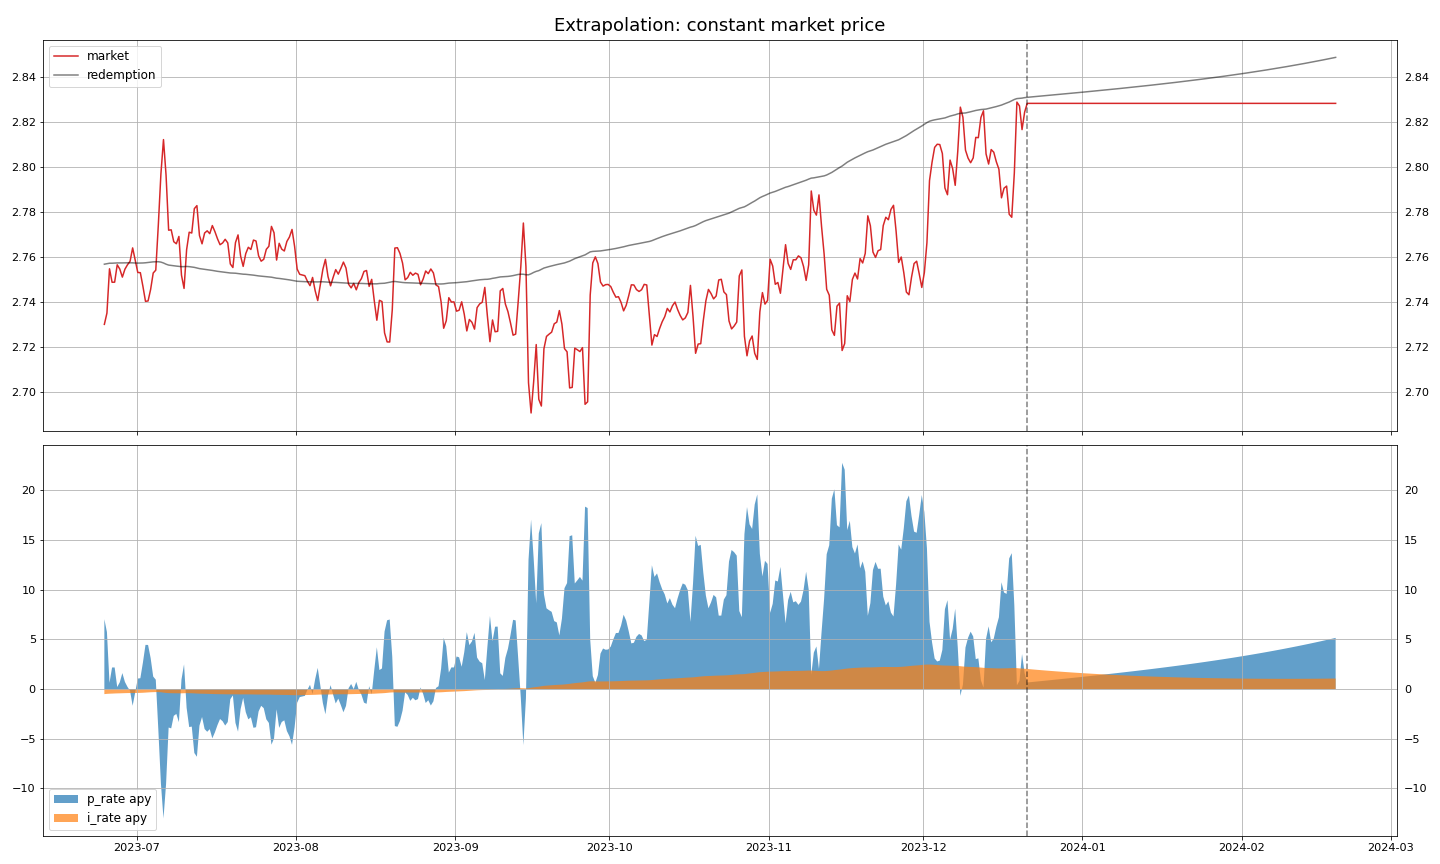 Extrapolation: constant market price
market
redemption
2.84 2.84
2.82 2.82
2.80 2.80
2.78 2.78
2.76 2.76
2.74 2.74
2.72 2.72
2.70 2.70
20 20
15 15
10 10
5 5
0 0
−5 −5
−10 −10
p_rate apy
i_rate apy
2023-07 2023-08 2023-09 2023-10 2023-11 2023-12 2024-01 2024-02 2024-03